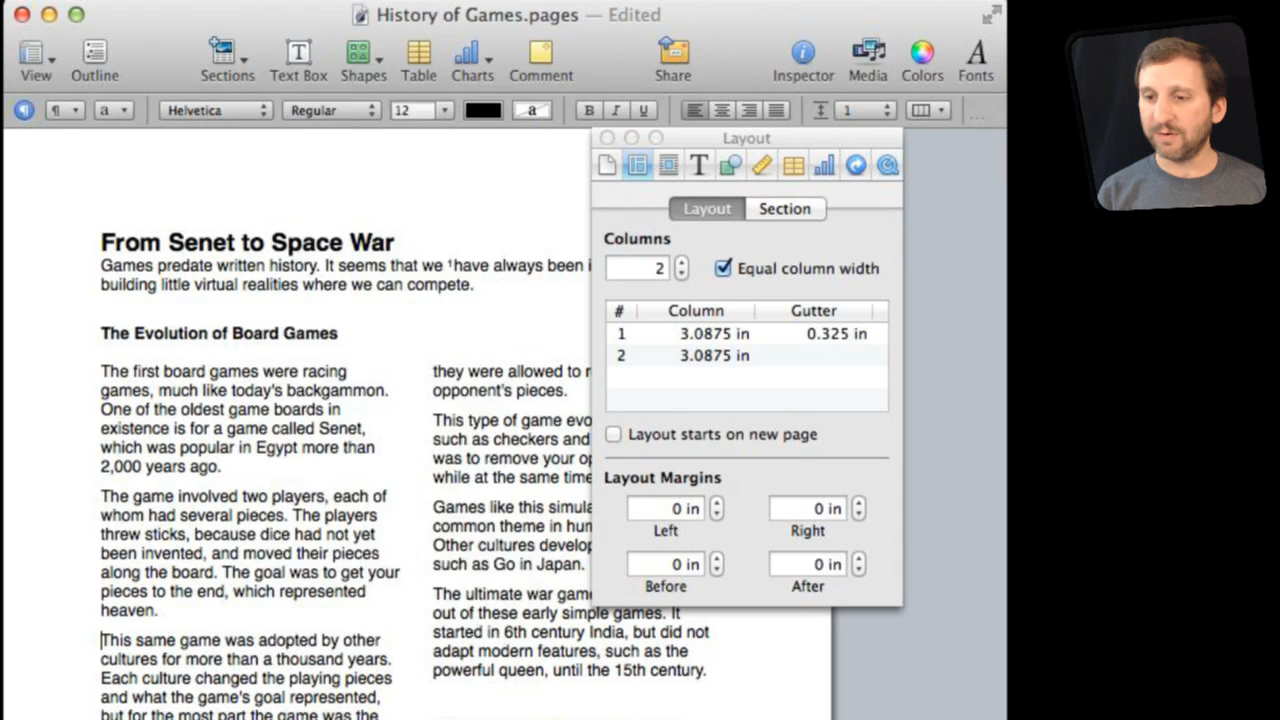 History of Games.pages — Edited
View
Outline
Sections
Text Box
Shapes
Table
Charts
Comment
Share
Inspector
Media
Colors
Fonts
¶
a
Helvetica
Regular
12
a
B
I
U
1
Layout
T
Layout
Section
Columns
2
Equal column width
# Column Gutter
1 3.0875 in 0.325 in
2 3.0875 in
Layout starts on new page
Layout Margins
0 in
0 in
Left
Right
0 in
0 in
Before
After
From Senet to Space War
Games predate written history. It seems that we ¹have always been i
building little virtual realities where we can compete.
The Evolution of Board Games
The first board games were racing
games, much like today's backgammon.
One of the oldest game boards in
existence is for a game called Senet,
which was popular in Egypt more than
2,000 years ago.
The game involved two players, each of
whom had several pieces. The players
threw sticks, because dice had not yet
been invented, and moved their pieces
along the board. The goal was to get your
pieces to the end, which represented
heaven.
This same game was adopted by other
cultures for more than a thousand years.
Each culture changed the playing pieces
and what the game's goal represented,
but for the most part the game was the
they were allowed to r
opponent's pieces.
This type of game evo
such as checkers and
was to remove your op
while at the same time
Games like this simula
common theme in hum
Other cultures develop
such as Go in Japan.
The ultimate war gam
out of these early simple games. It
started in 6th century India, but did not
adapt modern features, such as the
powerful queen, until the 15th century.